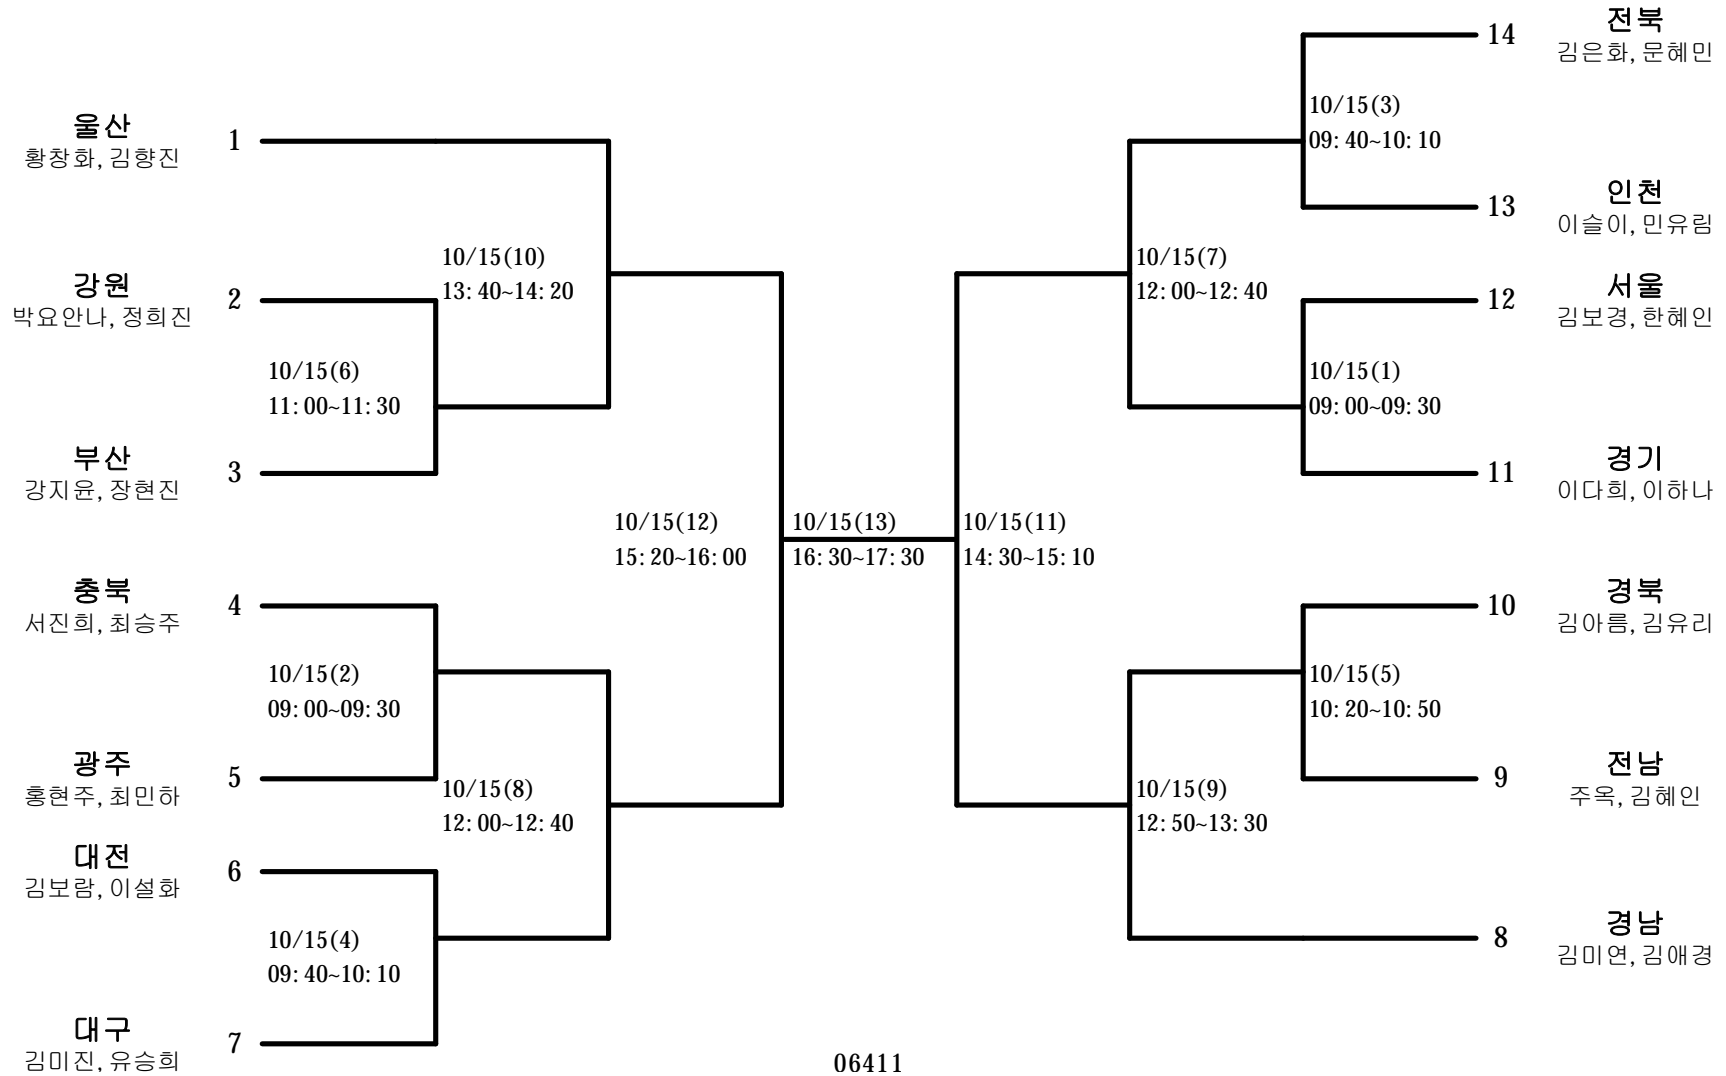 울산
황창화, 김향진
1
강원
박요안나, 정희진
2
부산
강지윤, 장현진
3
충북
서진희, 최승주
4
광주
홍현주, 최민하
5
대전
김보람, 이설화
6
대구
김미진, 유승희
7
10/15(6)
11:00~11:30
10/15(2)
09:00~09:30
10/15(4)
09:40~10:10
10/15(10)
13:40~14:20
10/15(8)
12:00~12:40
10/15(12)
15:20~16:00
10/15(13)
16:30~17:30
10/15(11)
14:30~15:10
10/15(7)
12:00~12:40
10/15(9)
12:50~13:30
10/15(3)
09:40~10:10
10/15(1)
09:00~09:30
10/15(5)
10:20~10:50
14
전북
김은화, 문혜민
13
인천
이슬이, 민유림
12
서울
김보경, 한혜인
11
경기
이다희, 이하나
10
경북
김아름, 김유리
9
전남
주옥, 김혜인
8
경남
김미연, 김애경
06411